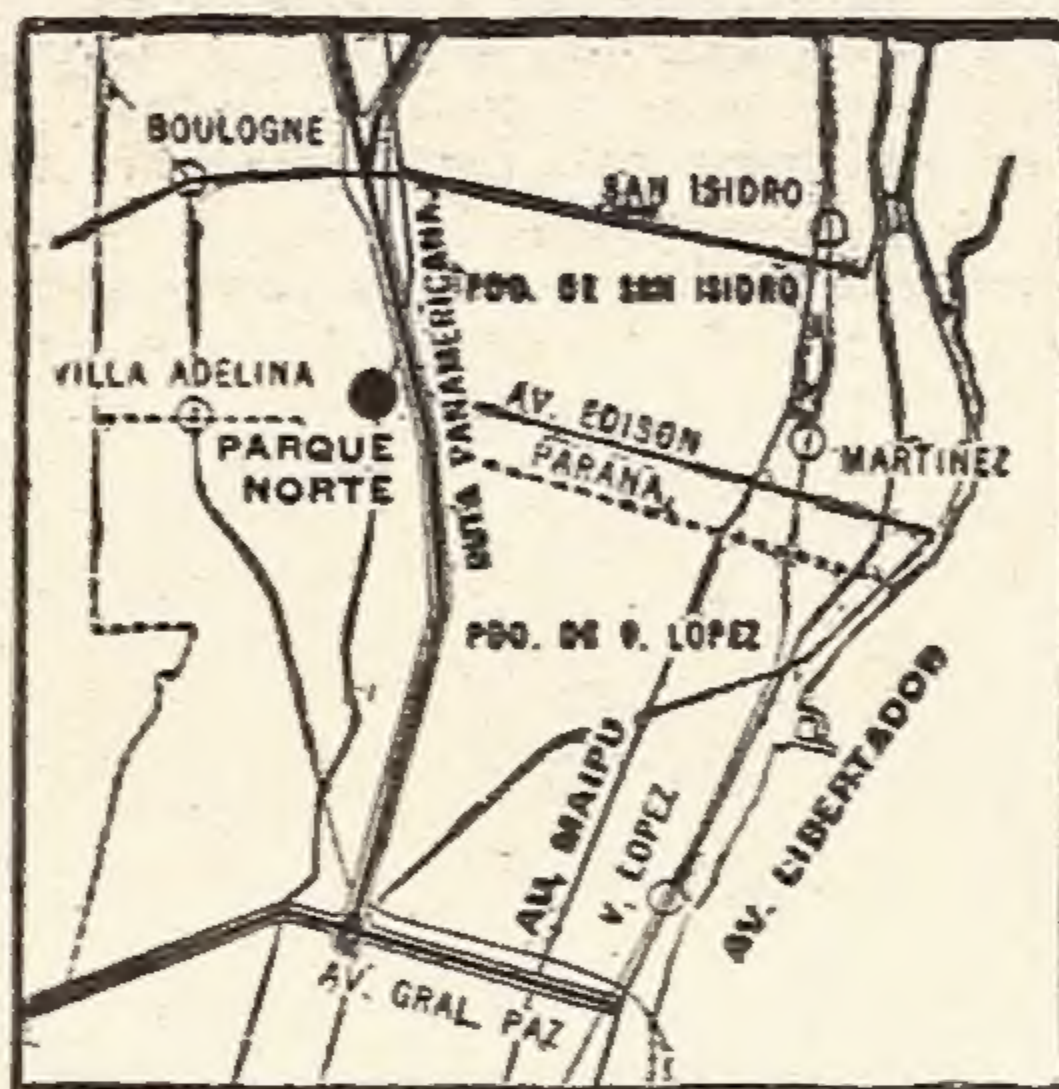 BOULOGNE
SAN ISIDRO
RUTA PANAMERICANA
PDO. DE SAN ISIDRO
VILLA ADELINA
PARQUE
NORTE
AV. EDISON
PARANA
MARTINEZ
PDO. DE V. LOPEZ
AV. MAIPU
V. LOPEZ
AV. LIBERTADOR
AV. GRAL. PAZ